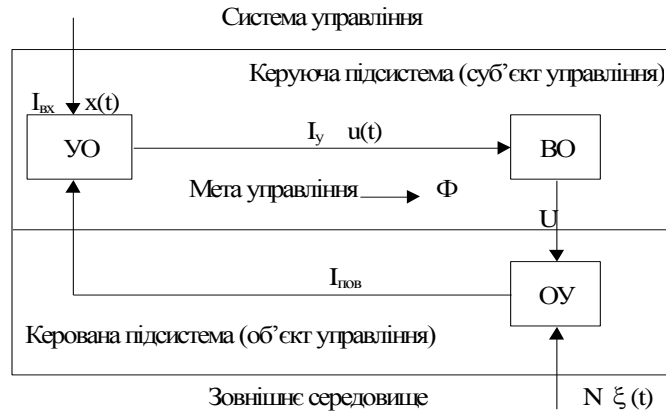 Система управління
Керуюча підсистема (суб’єкт управління)
Iвх x(t)
Iу u(t)
УО
ВО
Мета управління Ф
U
Iпов
ОУ
Керована підсистема (об’єкт управління)
Зовнішнє середовище
N ξ(t)